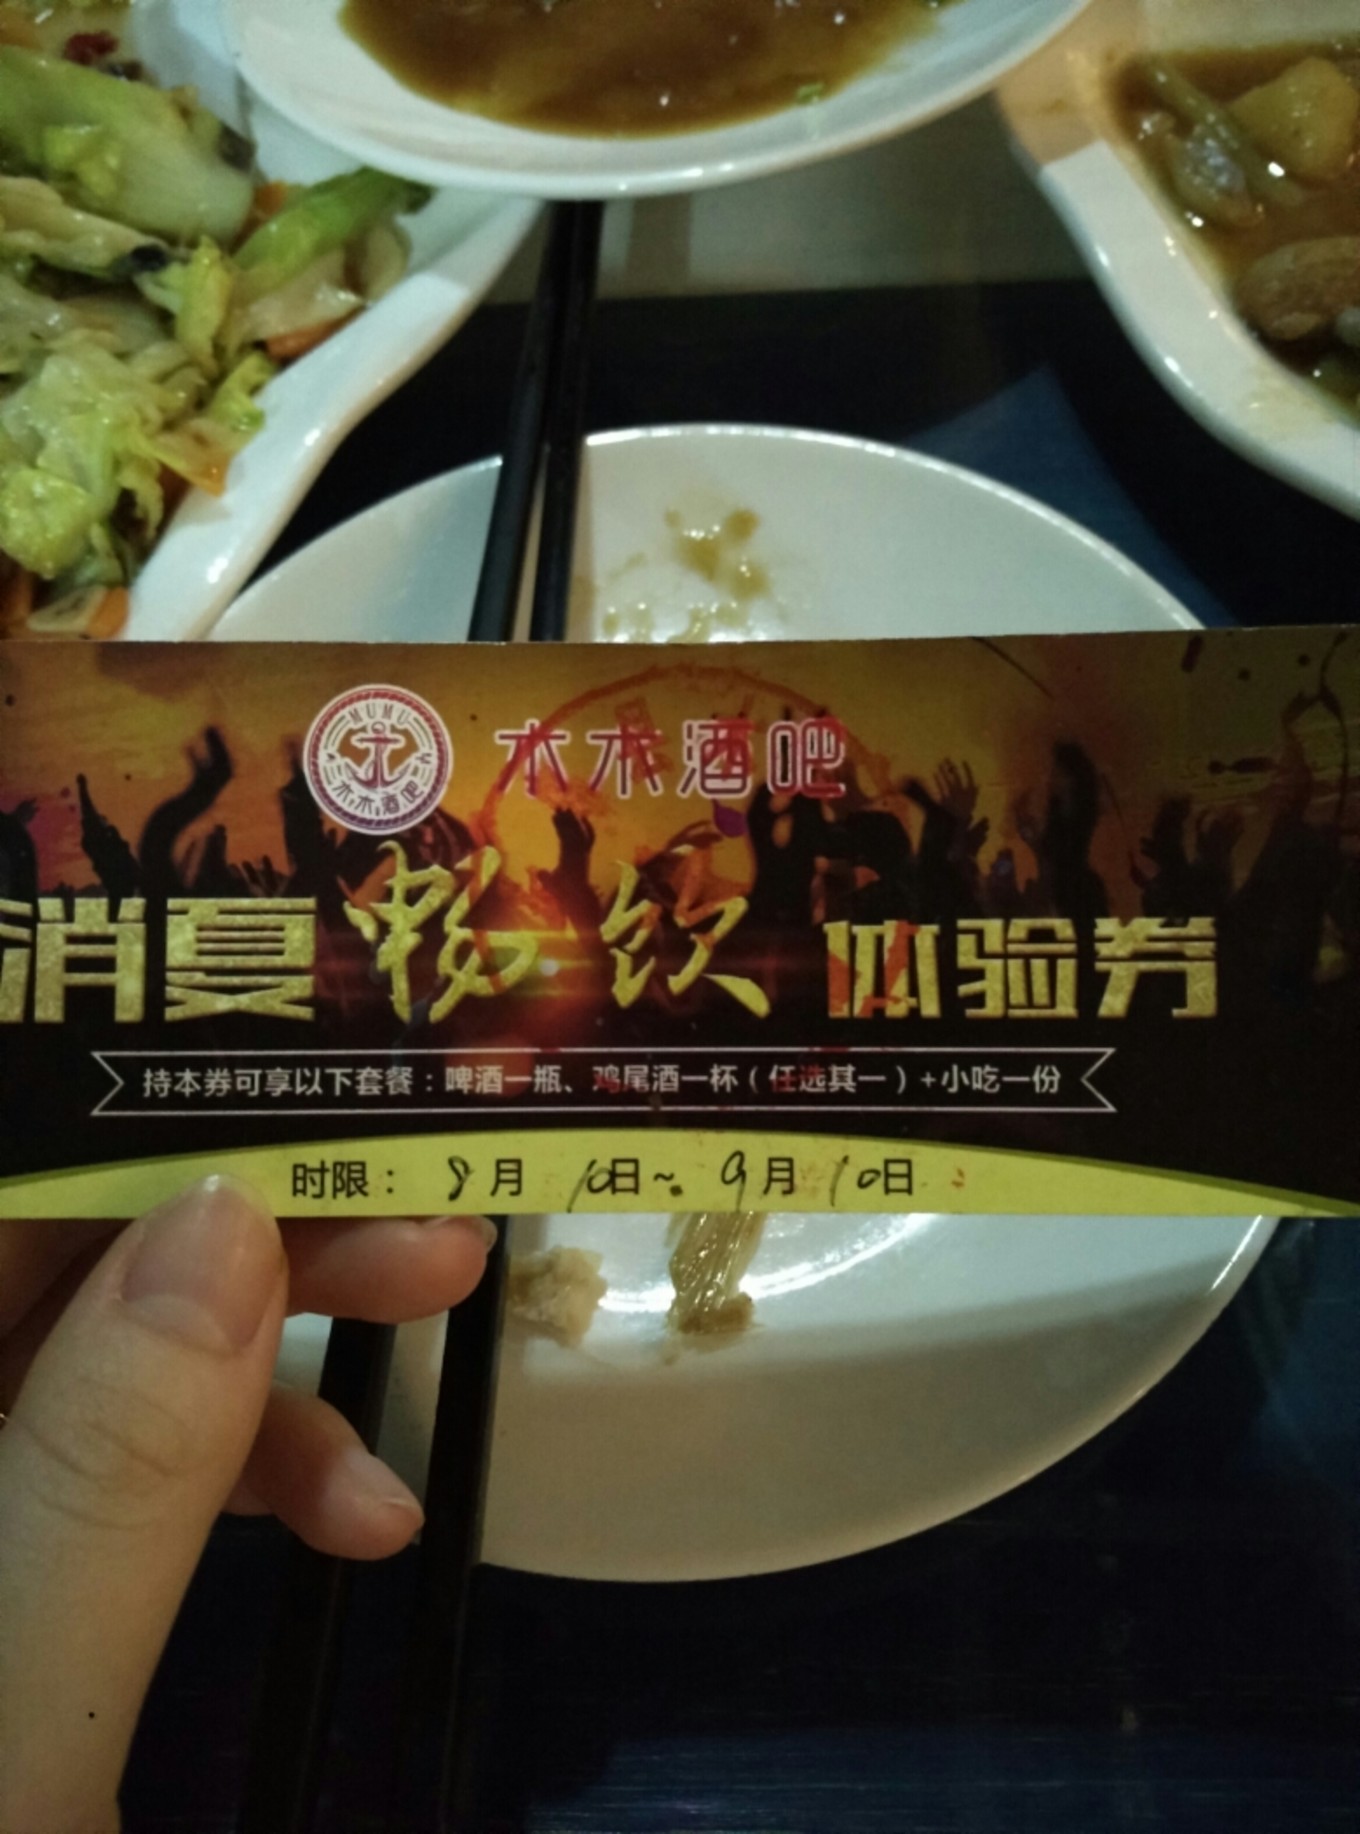 MUMU
木木酒吧
木木酒吧
消夏畅饮体验券
持本券可享以下套餐：啤酒一瓶、鸡尾酒一杯（任选其一）+小吃一份
时限： 8月 10日~ 9月 10日